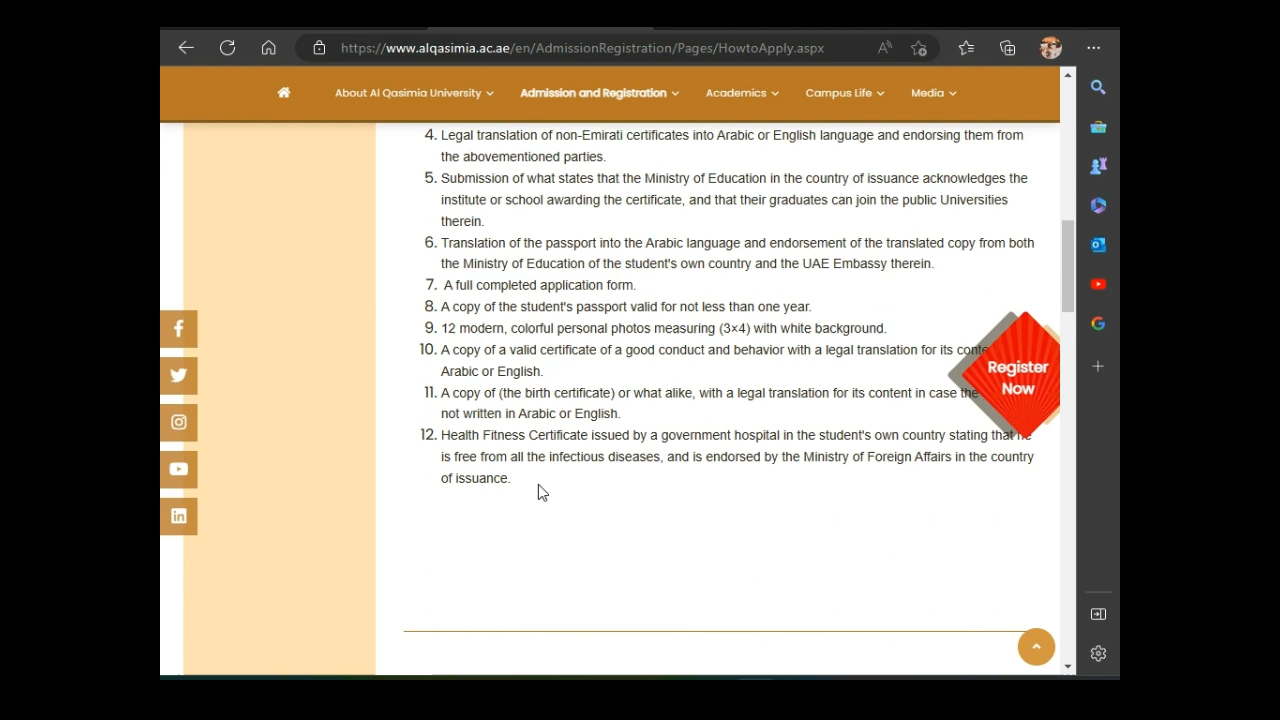 https://www.alqasimia.ac.ae/en/AdmissionRegistration/Pages/HowtoApply.aspx
About Al Qasimia University Admission and Registration Academics Campus Life Media
4. Legal translation of non-Emirati certificates into Arabic or English language and endorsing them from
the abovementioned parties.
5. Submission of what states that the Ministry of Education in the country of issuance acknowledges the
institute or school awarding the certificate, and that their graduates can join the public Universities
therein.
6. Translation of the passport into the Arabic language and endorsement of the translated copy from both
the Ministry of Education of the student's own country and the UAE Embassy therein.
7. A full completed application form.
8. A copy of the student's passport valid for not less than one year.
9. 12 modern, colorful personal photos measuring (3×4) with white background.
10. A copy of a valid certificate of a good conduct and behavior with a legal translation for its
Arabic or English.
11. A copy of (the birth certificate) or what alike, with a legal translation for its content in case
not written in Arabic or English.
12. Health Fitness Certificate issued by a government hospital in the student's own country stating that
is free from all the infectious diseases, and is endorsed by the Ministry of Foreign Affairs in the country
of issuance.
Register
Now